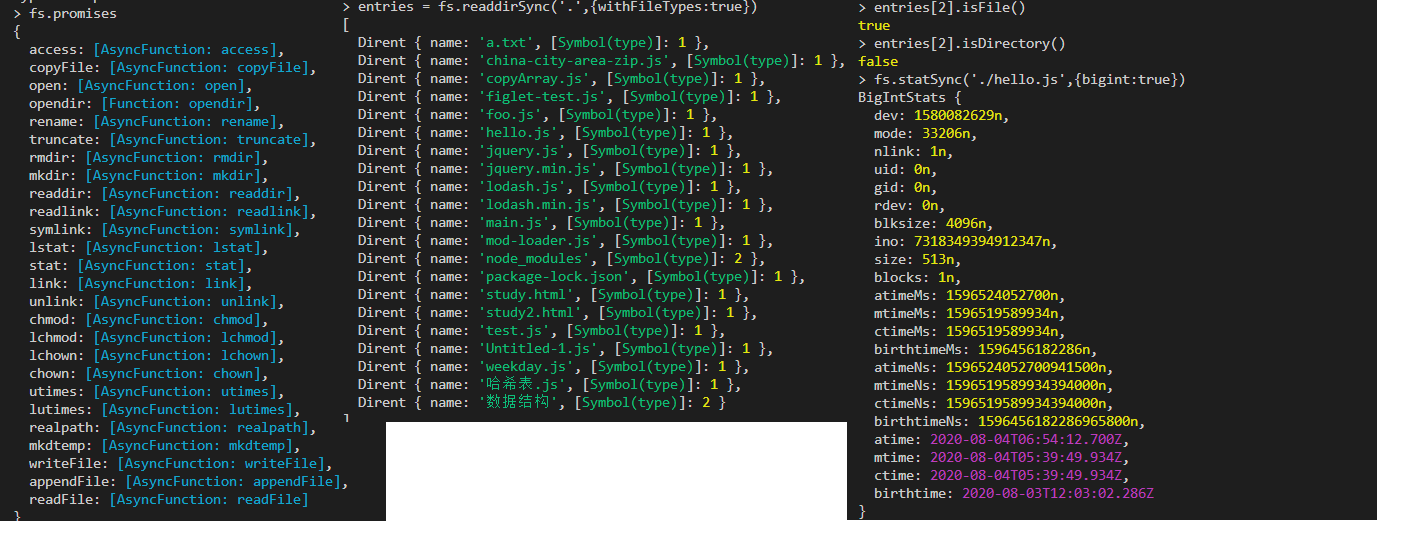 > fs.promises
{
  access: [AsyncFunction: access],
  copyFile: [AsyncFunction: copyFile],
  open: [AsyncFunction: open],
  opendir: [Function: opendir],
  rename: [AsyncFunction: rename],
  truncate: [AsyncFunction: truncate],
  rmdir: [AsyncFunction: rmdir],
  mkdir: [AsyncFunction: mkdir],
  readdir: [AsyncFunction: readdir],
  readlink: [AsyncFunction: readlink],
  symlink: [AsyncFunction: symlink],
  lstat: [AsyncFunction: lstat],
  stat: [AsyncFunction: stat],
  link: [AsyncFunction: link],
  unlink: [AsyncFunction: unlink],
  chmod: [AsyncFunction: chmod],
  lchmod: [AsyncFunction: lchmod],
  lchown: [AsyncFunction: lchown],
  chown: [AsyncFunction: chown],
  utimes: [AsyncFunction: utimes],
  lutimes: [AsyncFunction: lutimes],
  realpath: [AsyncFunction: realpath],
  mkdtemp: [AsyncFunction: mkdtemp],
  writeFile: [AsyncFunction: writeFile],
  appendFile: [AsyncFunction: appendFile],
  readFile: [AsyncFunction: readFile]
}
> entries = fs.readdirSync('.',{withFileTypes:true})
[
  Dirent { name: 'a.txt', [Symbol(type)]: 1 },
  Dirent { name: 'china-city-area-zip.js', [Symbol(type)]: 1 },
  Dirent { name: 'copyArray.js', [Symbol(type)]: 1 },
  Dirent { name: 'figlet-test.js', [Symbol(type)]: 1 },
  Dirent { name: 'foo.js', [Symbol(type)]: 1 },
  Dirent { name: 'hello.js', [Symbol(type)]: 1 },
  Dirent { name: 'jquery.js', [Symbol(type)]: 1 },
  Dirent { name: 'jquery.min.js', [Symbol(type)]: 1 },
  Dirent { name: 'lodash.js', [Symbol(type)]: 1 },
  Dirent { name: 'lodash.min.js', [Symbol(type)]: 1 },
  Dirent { name: 'main.js', [Symbol(type)]: 1 },
  Dirent { name: 'mod-loader.js', [Symbol(type)]: 1 },
  Dirent { name: 'node_modules', [Symbol(type)]: 2 },
  Dirent { name: 'package-lock.json', [Symbol(type)]: 1 },
  Dirent { name: 'study.html', [Symbol(type)]: 1 },
  Dirent { name: 'study2.html', [Symbol(type)]: 1 },
  Dirent { name: 'test.js', [Symbol(type)]: 1 },
  Dirent { name: 'Untitled-1.js', [Symbol(type)]: 1 },
  Dirent { name: 'weekday.js', [Symbol(type)]: 1 },
  Dirent { name: '哈希表.js', [Symbol(type)]: 1 },
  Dirent { name: '数据结构', [Symbol(type)]: 2 }
]
> entries[2].isFile()
true
> entries[2].isDirectory()
false
> fs.statSync('./hello.js',{bigint:true})
BigIntStats {
  dev: 1580082629n,
  mode: 33206n,
  nlink: 1n,
  uid: 0n,
  gid: 0n,
  rdev: 0n,
  blksize: 4096n,
  ino: 7318349394912347n,
  size: 513n,
  blocks: 1n,
  atimeMs: 1596524052700n,
  mtimeMs: 1596519589934n,
  ctimeMs: 1596519589934n,
  birthtimeMs: 1596456182286n,
  atimeNs: 1596524052700941500n,
  mtimeNs: 1596519589934394000n,
  ctimeNs: 1596519589934394000n,
  birthtimeNs: 1596456182286965800n,
  atime: 2020-08-04T06:54:12.700Z,
  mtime: 2020-08-04T05:39:49.934Z,
  ctime: 2020-08-04T05:39:49.934Z,
  birthtime: 2020-08-03T12:03:02.286Z
}